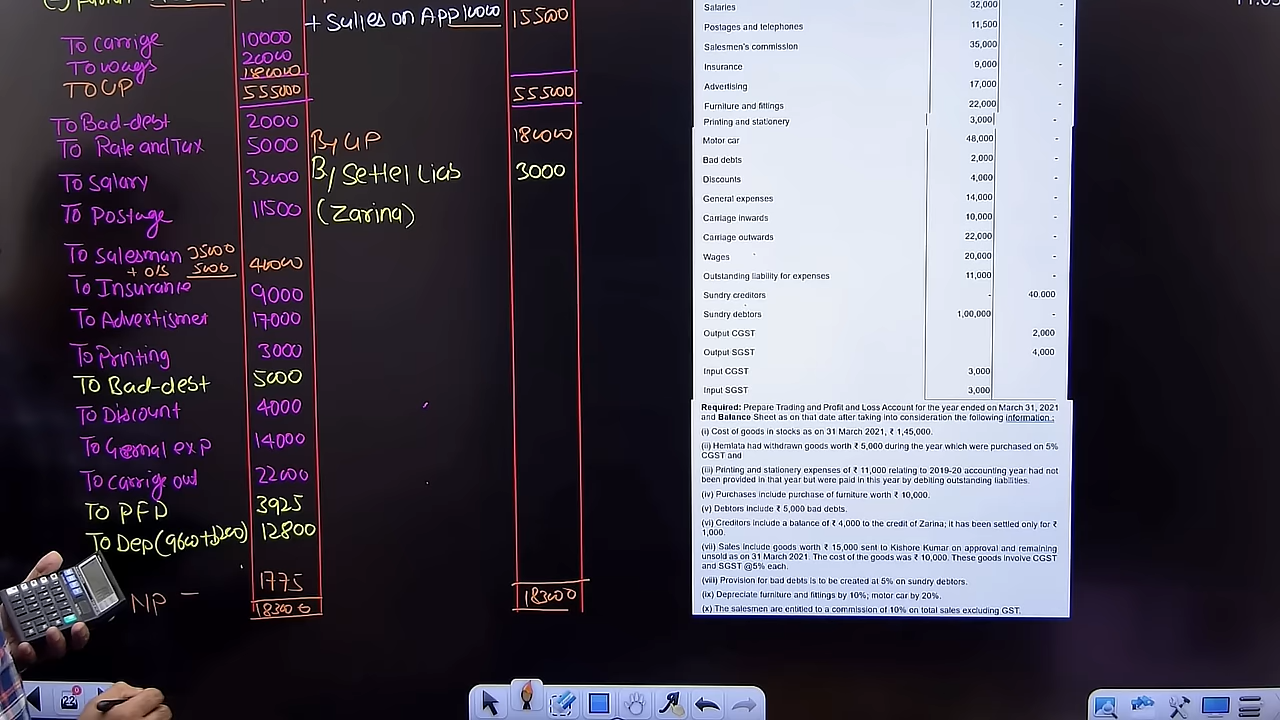 + Sales on App 10000 15500
To carrige 10000
To wages 20000
To GP 180000
555000 555000
To Bad-debt 2000
To Rate and Tax 5000 By GP 180000
To Salary 32000 By Settel Liab 3000
To Postage 11500 (Zarina)
To Salesman 35000
+ O/S 5000 40000
To Insurance 9000
To Advertismet 17000
To Printing 3000
To Bad-debt 5000
To Discount 4000
To Gernal exp 14000
To carrige out 22000
To PFD 3925
To Dep (9600+3200) 12800
NP – 1775
183000 183000
Salaries 32,000 -
Postages and telephones 11,500 -
Salesmen's commission 35,000 -
Insurance 9,000 -
Advertising 17,000 -
Furniture and fittings 22,000 -
Printing and stationery 3,000 -
Motor car 48,000 -
Bad debts 2,000 -
Discounts 4,000 -
General expenses 14,000 -
Carriage inwards 10,000 -
Carriage outwards 22,000 -
Wages 20,000 -
Outstanding liability for expenses 11,000 -
Sundry creditors - 40.000
Sundry debtors 1,00,000 -
Output CGST 2,000
Output SGST 4,000
Input CGST 3,000
Input SGST 3,000
Required: Prepare Trading and Profit and Loss Account for the year ended on March 31, 2021
and Balance Sheet as on that date after taking into consideration the following information :
(i) Cost of goods in stocks as on 31 March 2021, ₹ 1,45,000.
(ii) Hemlata had withdrawn goods worth ₹ 5,000 during the year which were purchased on 5%
CGST and
(iii) Printing and stationery expenses of ₹ 11,000 relating to 2019-20 accounting year had not
been provided in that year but were paid in this year by debiting outstanding liabilities.
(iv) Purchases include purchase of furniture worth ₹ 10,000.
(v) Debtors include ₹ 5,000 bad debts.
(vi) Creditors include a balance of ₹ 4,000 to the credit of Zarina; it has been settled only for ₹
1,000.
(vii) Sales include goods worth ₹ 15,000 sent to Kishore Kumar on approval and remaining
unsold as on 31 March 2021. The cost of the goods was ₹ 10,000. These goods involve CGST
and SGST @5% each.
(viii) Provision for bad debts is to be created at 5% on sundry debtors.
(ix) Depreciate furniture and fittings by 10%; motor car by 20%.
(x) The salesmen are entitled to a commission of 10% on total sales excluding GST.
22